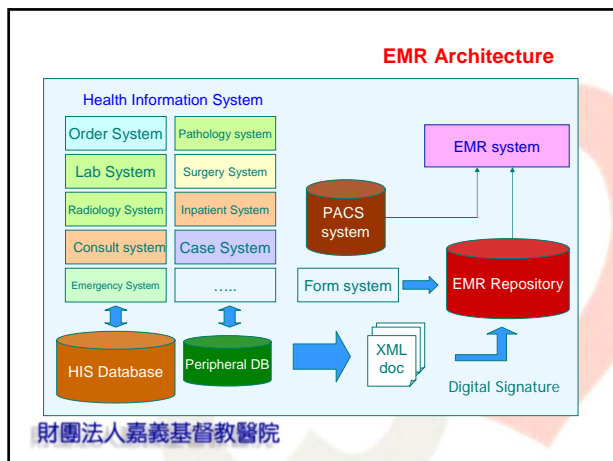 EMR Architecture
Health Information System
Order System
Pathology system
Lab System
Surgery System
Radiology System
Inpatient System
Consult system
Case System
Emergency System
.....
HIS Database
Peripheral DB
PACS
system
EMR system
Form system
EMR Repository
XML
doc
Digital Signature
財團法人嘉義基督教醫院